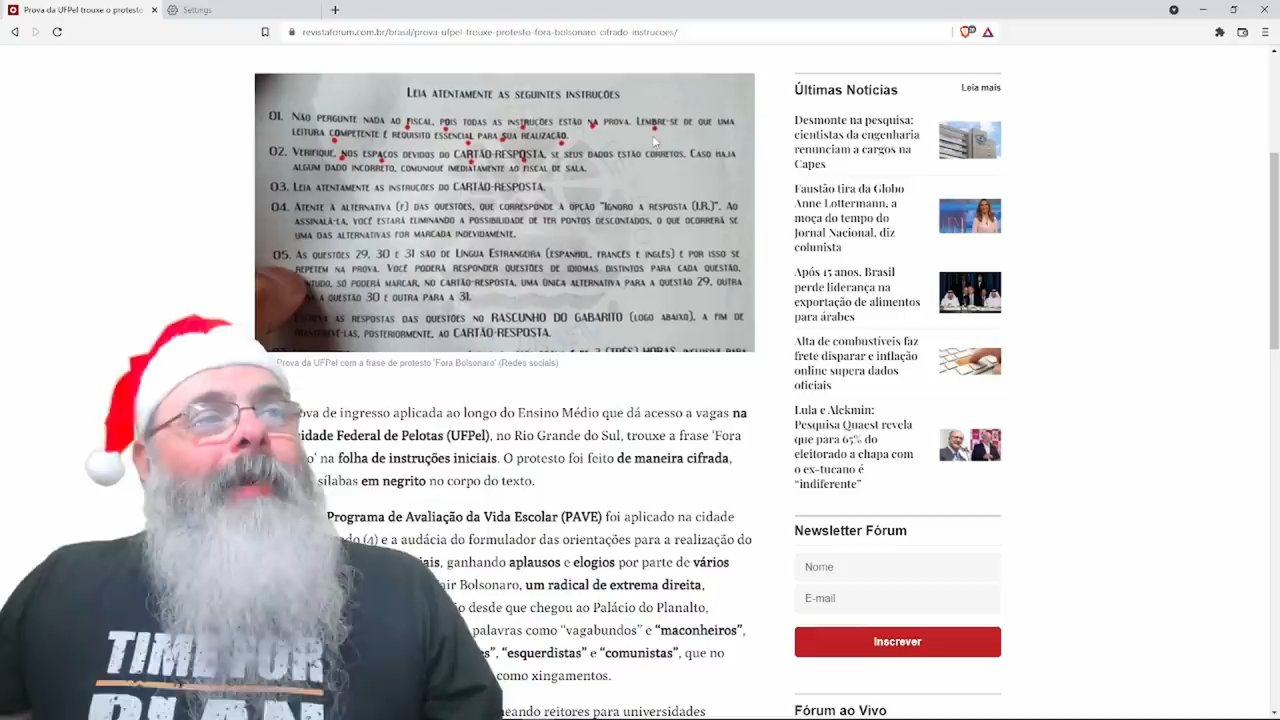 Prova da UFPel trouxe o protesto
Settings
revistaforum.com.br/brasil/prova-ufpel-trouxe-protesto-fora-bolsonaro-cifrado-instrucoes/
Leia atentamente as seguintes instruções
01. Não pergunte nada ao fiscal, pois todas as instruções estão na prova. Lembre-se de que uma
leitura competente é requisito essencial para sua realização.
02. Verifique, nos espaços devidos do CARTÃO-RESPOSTA, se seus dados estão corretos. Caso haja
algum dado incorreto, comunique imediatamente ao fiscal de sala.
03. Leia atentamente as instruções do CARTÃO-RESPOSTA.
04. Atente à alternativa (f) das questões, que corresponde à opção "Ignoro a resposta (I.R.)". Ao
assinalá-la, você estará eliminando a possibilidade de ter pontos descontados, o que ocorrerá se
uma das alternativas for marcada indevidamente.
05. As questões 29, 30 e 31 são de Língua Estrangeira (Espanhol, Francês e Inglês) e por isso se
repetem na prova. Você poderá responder questões de idiomas distintos para cada questão,
só poderá marcar, no cartão-resposta, uma única alternativa para a questão 29, outra
a questão 30 e outra para a 31.
as respostas das questões no RASCUNHO DO GABARITO (logo abaixo), a fim de
posteriormente, ao CARTÃO-RESPOSTA.
(TRÊS) HORAS
Prova da UFPel com a frase de protesto 'Fora Bolsonaro' (Redes sociais)
ova de ingresso aplicada ao longo do Ensino Médio que dá acesso a vagas na
idade Federal de Pelotas (UFPel), no Rio Grande do Sul, trouxe a frase 'Fora
o' na folha de instruções iniciais. O protesto foi feito de maneira cifrada,
sílabas em negrito no corpo do texto.
Programa de Avaliação da Vida Escolar (PAVE) foi aplicado na cidade
do (4) e a audácia do formulador das orientações para a realização do
iais, ganhando aplausos e elogios por parte de vários
air Bolsonaro, um radical de extrema direita,
o desde que chegou ao Palácio do Planalto,
palavras como "vagabundos" e "maconheiros",
es", "esquerdistas" e "comunistas", que no
como xingamentos.
neando reitores para universidades
TIME FOR
PLAN
Últimas Notícias
Leia mais
Desmonte na pesquisa:
cientistas da engenharia
renunciam a cargos na
Capes
Faustão tira da Globo
Anne Lottermann, a
moça do tempo do
Jornal Nacional, diz
colunista
Após 15 anos, Brasil
perde liderança na
exportação de alimentos
para árabes
Alta de combustíveis faz
frete disparar e inflação
online supera dados
oficiais
Lula e Alckmin:
Pesquisa Quaest revela
que para 65% do
eleitorado a chapa com
o ex-tucano é
"indiferente"
Newsletter Fórum
Nome
E-mail
Inscrever
Fórum ao Vivo